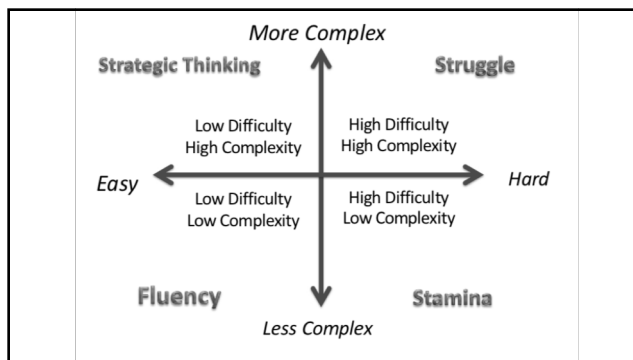 More Complex
Strategic Thinking
Struggle
Low Difficulty
High Complexity
High Difficulty
High Complexity
Easy
Hard
Low Difficulty
Low Complexity
High Difficulty
Low Complexity
Fluency
Stamina
Less Complex